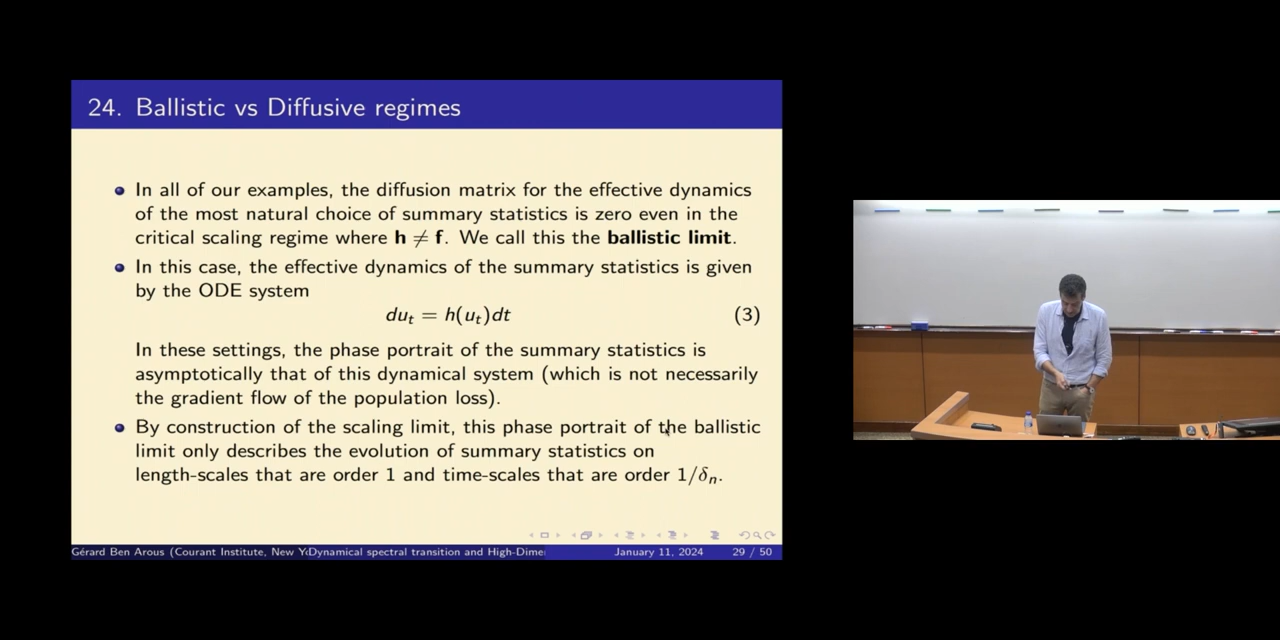 24. Ballistic vs Diffusive regimes
In all of our examples, the diffusion matrix for the effective dynamics
of the most natural choice of summary statistics is zero even in the
critical scaling regime where h ≠ f. We call this the ballistic limit.
In this case, the effective dynamics of the summary statistics is given
by the ODE system
du_t = h(u_t)dt (3)
In these settings, the phase portrait of the summary statistics is
asymptotically that of this dynamical system (which is not necessarily
the gradient flow of the population loss).
By construction of the scaling limit, this phase portrait of the ballistic
limit only describes the evolution of summary statistics on
length-scales that are order 1 and time-scales that are order 1/δ_n.
Gérard Ben Arous (Courant Institute, New Y Dynamical spectral transition and High-Dime January 11, 2024 29 / 50